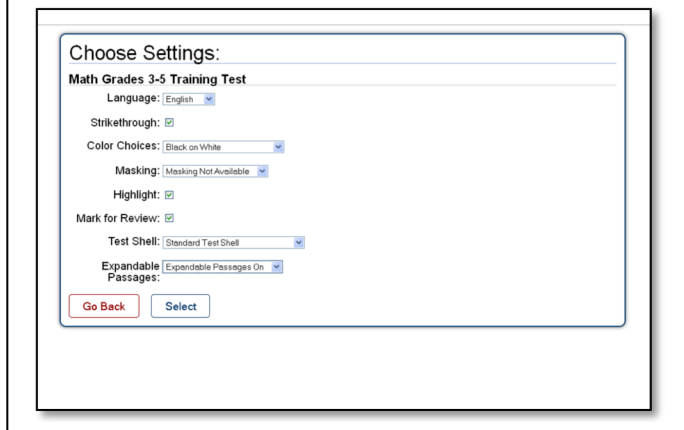 Choose Settings:
Math Grades 3-5 Training Test
Language: English
Strikethrough:
Color Choices: Black on White
Masking: Masking Not Available
Highlight:
Mark for Review:
Test Shell: Standard Test Shell
Expandable Expandable Passages On
Passages:
Go Back Select